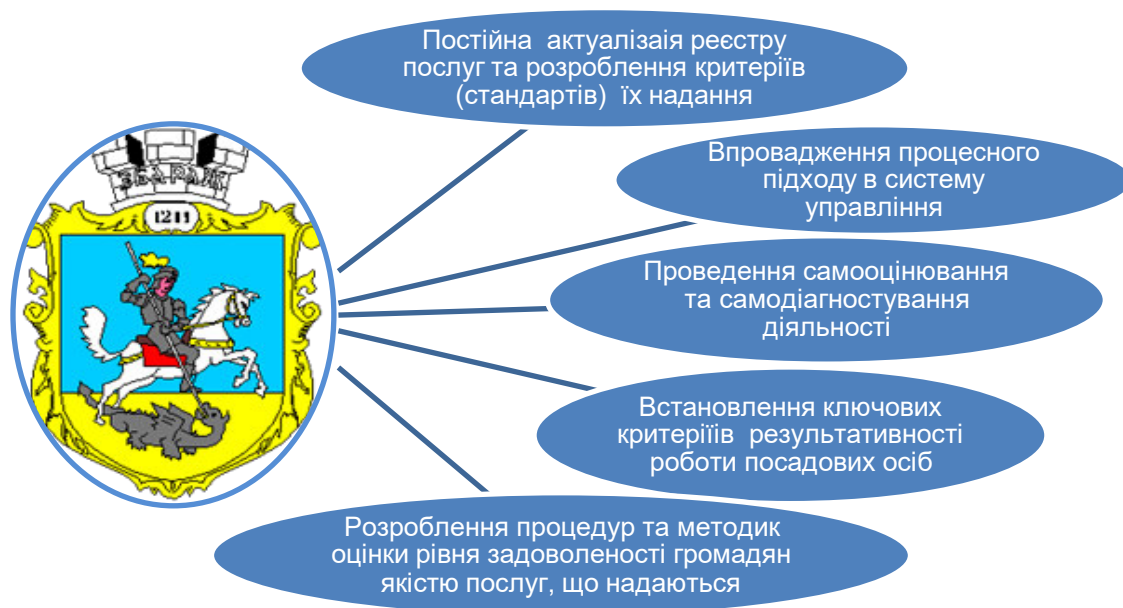 Постійна актуалізаія реєстру
послуг та розроблення критеріїв
(стандартів) їх надання
ЗБАРАЖ
1211
Впровадження процесного
підходу в систему
управління
Проведення самооцінювання
та самодіагностування
діяльності
Встановлення ключових
критеріїів результативності
роботи посадових осіб
Розроблення процедур та методик
оцінки рівня задоволеності громадян
якістю послуг, що надаються